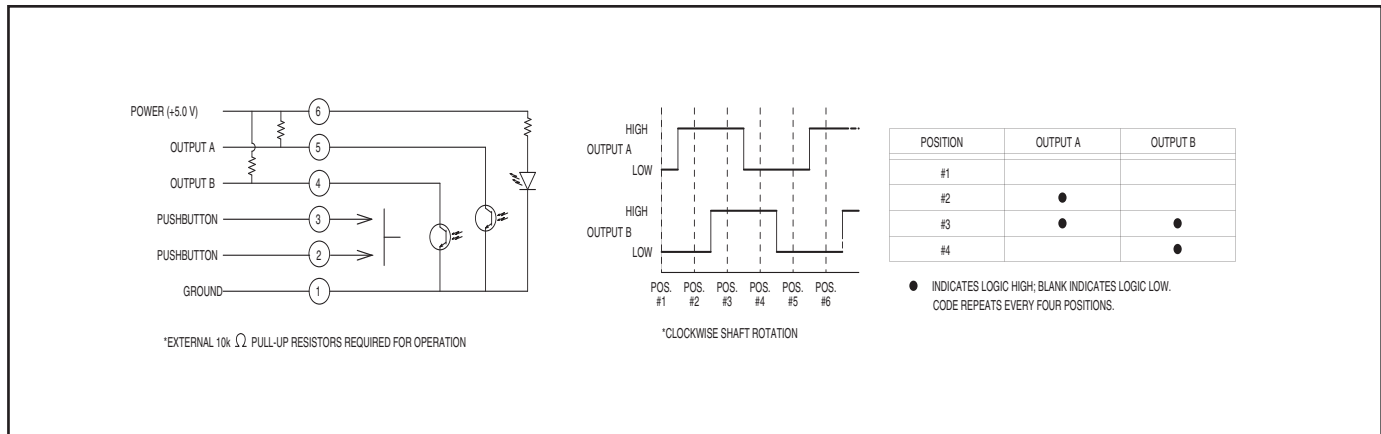 POWER (+5.0 V)
6
OUTPUT A
5
OUTPUT B
4
PUSHBUTTON
3
PUSHBUTTON
2
GROUND
1
*EXTERNAL 10k Ω PULL-UP RESISTORS REQUIRED FOR OPERATION
HIGH
OUTPUT A
LOW
HIGH
OUTPUT B
LOW
POS. POS. POS. POS. POS. POS.
#1 #2 #3 #4 #5 #6
*CLOCKWISE SHAFT ROTATION
POSITION OUTPUT A OUTPUT B
#1
#2 ●
#3 ● ●
#4 ●
● INDICATES LOGIC HIGH; BLANK INDICATES LOGIC LOW.
CODE REPEATS EVERY FOUR POSITIONS.